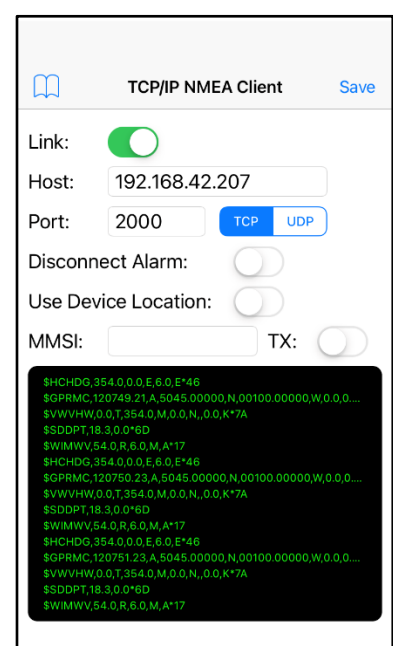 TCP/IP NMEA Client Save
Link:
Host: 192.168.42.207
Port: 2000 TCP UDP
Disconnect Alarm:
Use Device Location:
MMSI: TX:
$HCHDG,354.0,0.0,E,6.0,E*46
$GPRMC,120749.21,A,5045.00000,N,00100.00000,W,0.0,0....
$VWVHW,0.0,T,354.0,M,0.0,N,,0.0,K*7A
$SDDPT,18.3,0.0*6D
$WIMWV,54.0,R,6.0,M,A*17
$HCHDG,354.0,0.0,E,6.0,E*46
$GPRMC,120750.23,A,5045.00000,N,00100.00000,W,0.0,0....
$VWVHW,0.0,T,354.0,M,0.0,N,,0.0,K*7A
$SDDPT,18.3,0.0*6D
$WIMWV,54.0,R,6.0,M,A*17
$HCHDG,354.0,0.0,E,6.0,E*46
$GPRMC,120751.23,A,5045.00000,N,00100.00000,W,0.0,0....
$VWVHW,0.0,T,354.0,M,0.0,N,,0.0,K*7A
$SDDPT,18.3,0.0*6D
$WIMWV,54.0,R,6.0,M,A*17